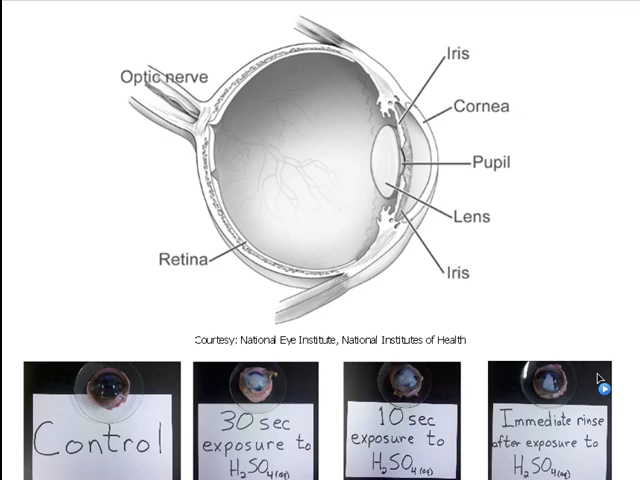 Optic nerve
Iris
Cornea
Pupil
Lens
Retina
Iris
Courtesy: National Eye Institute, National Institutes of Health
Control
30 sec
exposure to
H₂SO₄(aq)
10 sec
exposure to
H₂SO₄(aq)
Immediate rinse
after exposure to
H₂SO₄(aq)